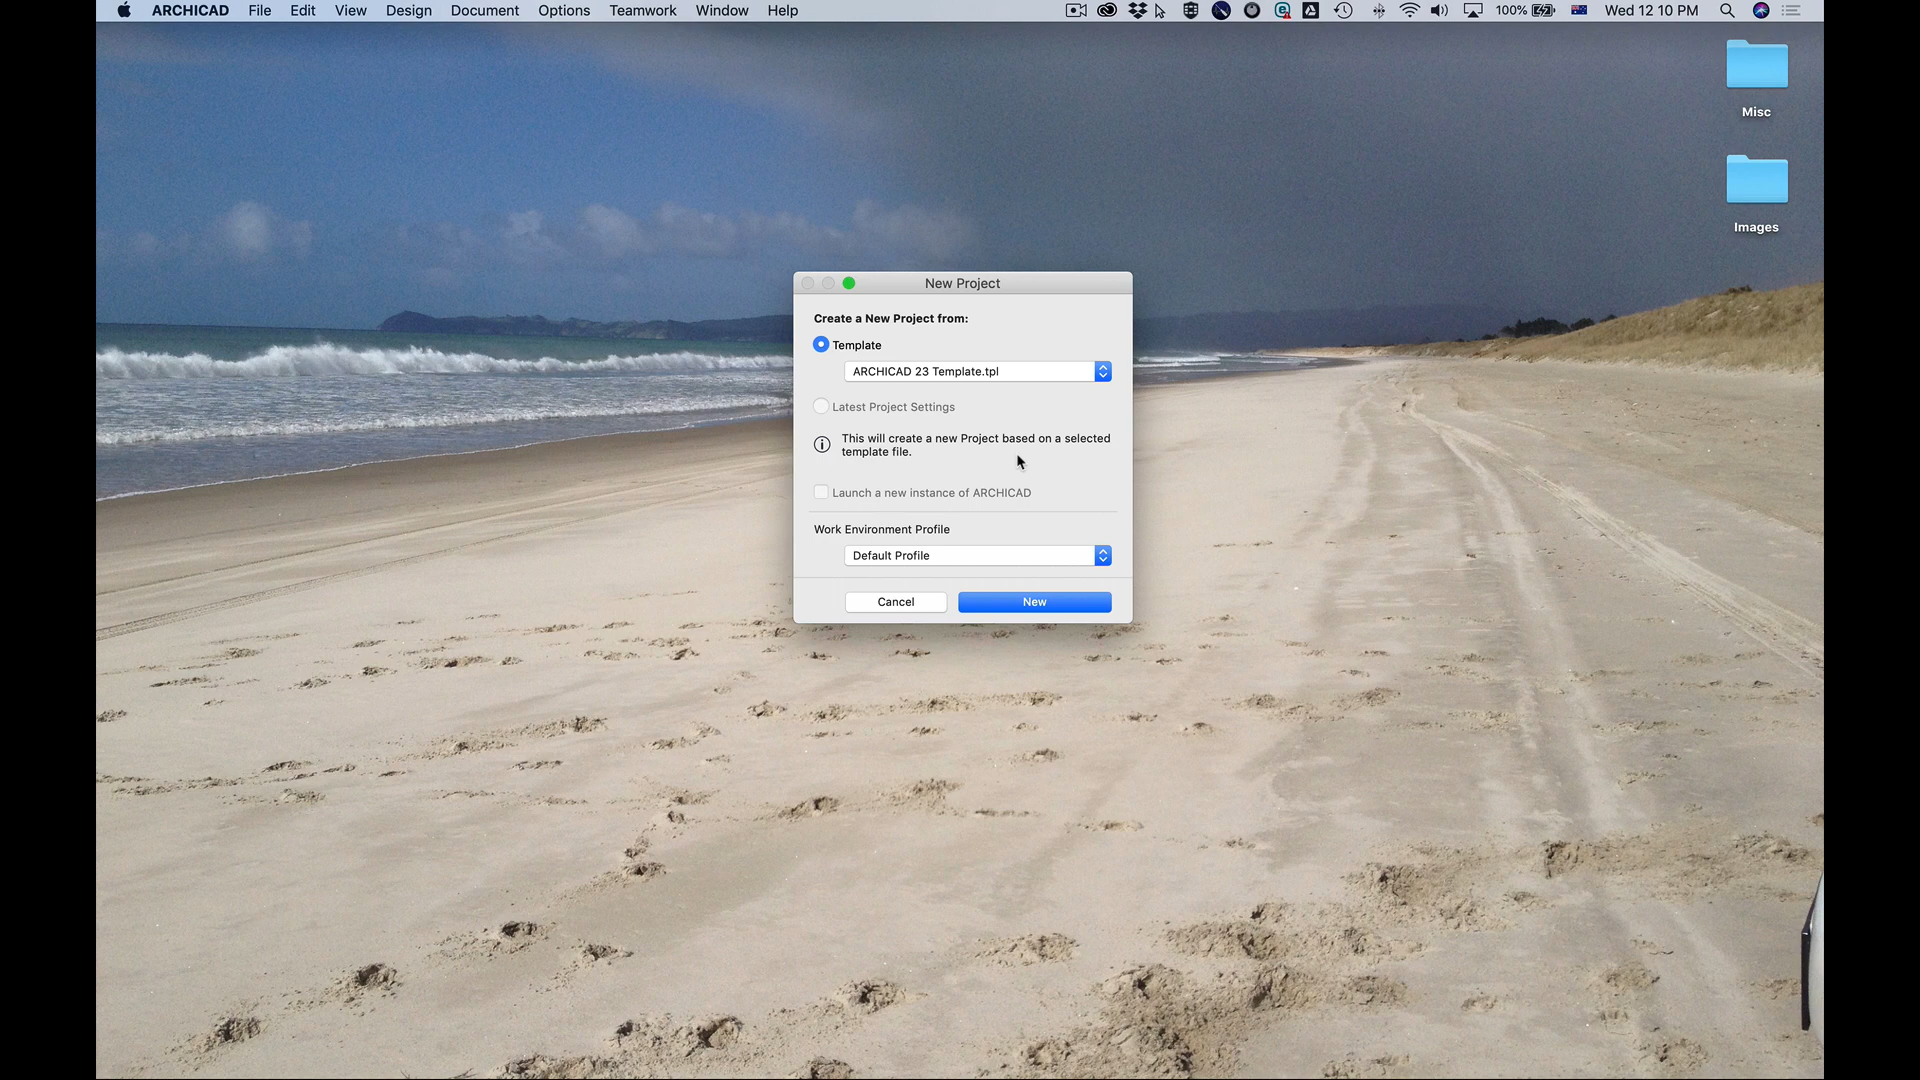 ARCHICAD File Edit View Design Document Options Teamwork Window Help 100% Wed 12 10 PM
Misc
Images
New Project
Create a New Project from:
Template
ARCHICAD 23 Template.tpl
Latest Project Settings
This will create a new Project based on a selected
template file.
Launch a new instance of ARCHICAD
Work Environment Profile
Default Profile
Cancel New